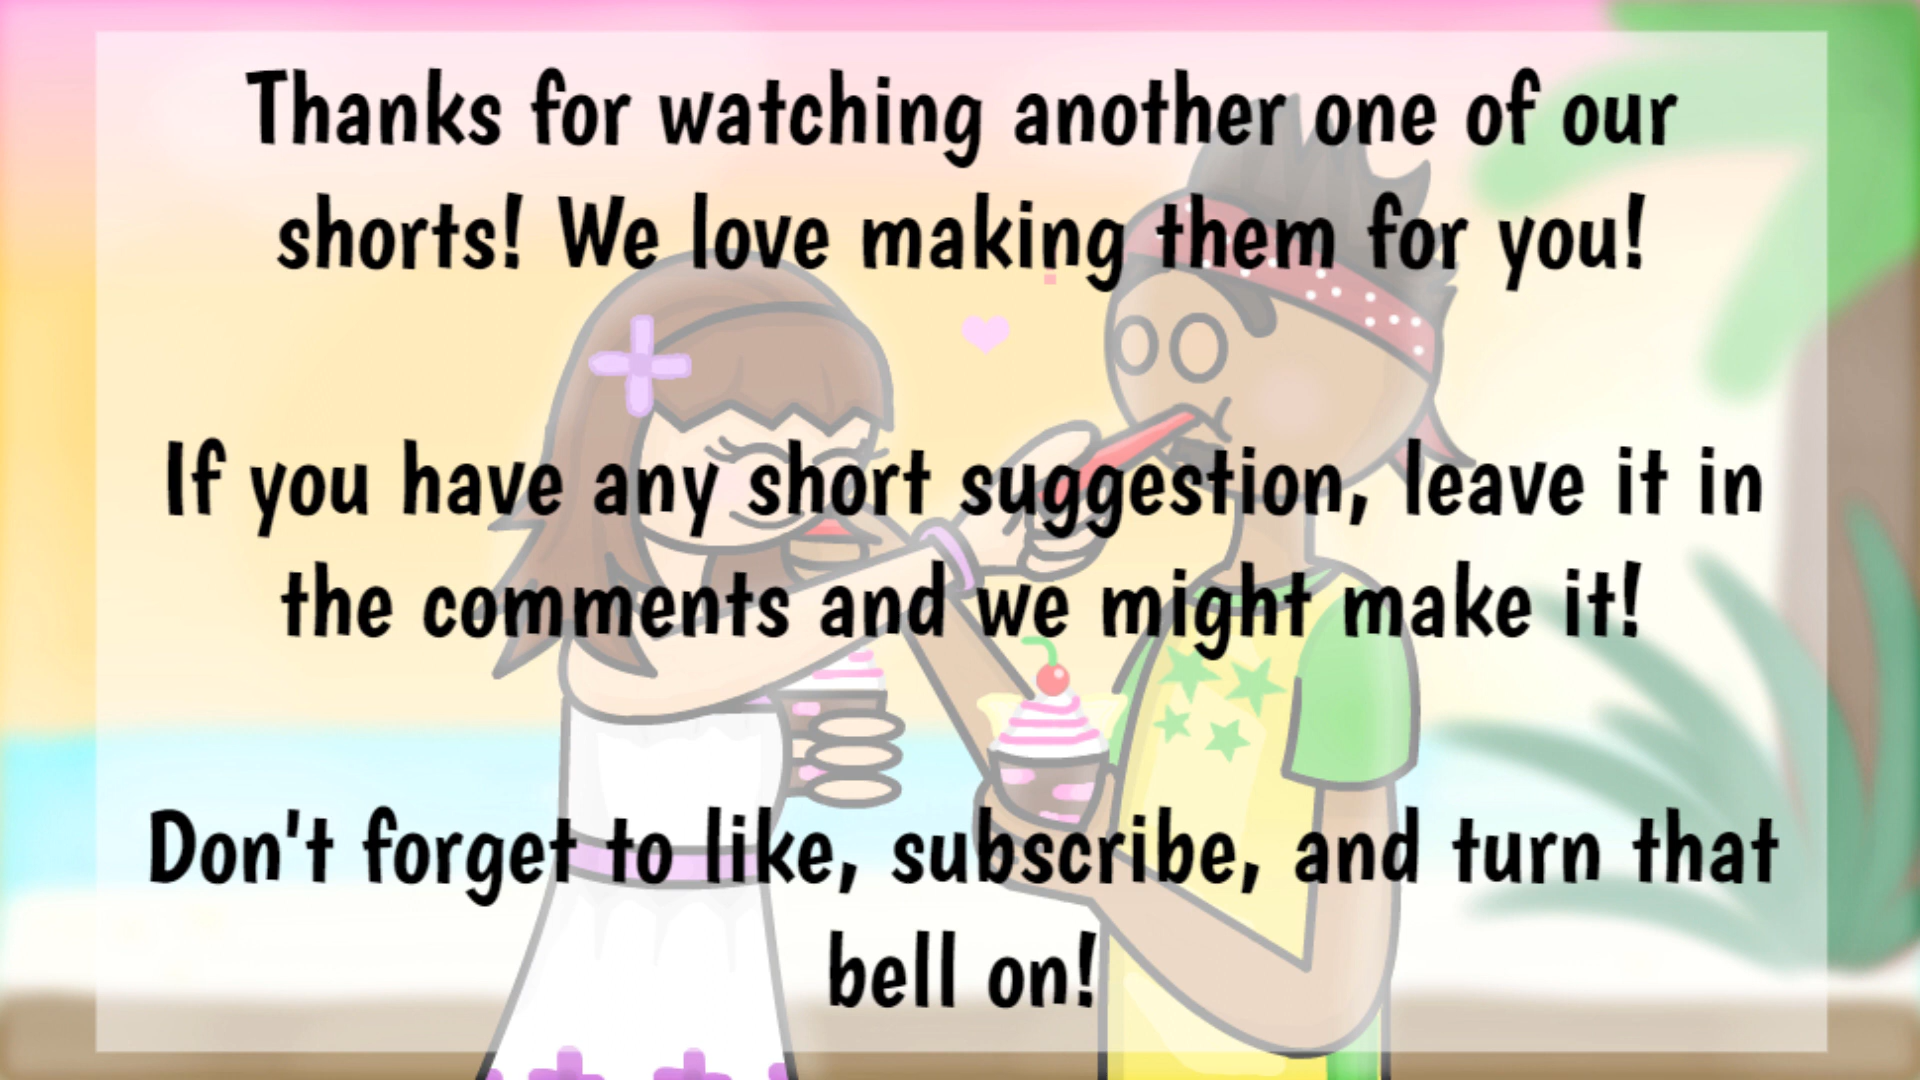 Thanks for watching another one of our
shorts! We love making them for you!
If you have any short suggestion, leave it in
the comments and we might make it!
Don't forget to like, subscribe, and turn that
bell on!